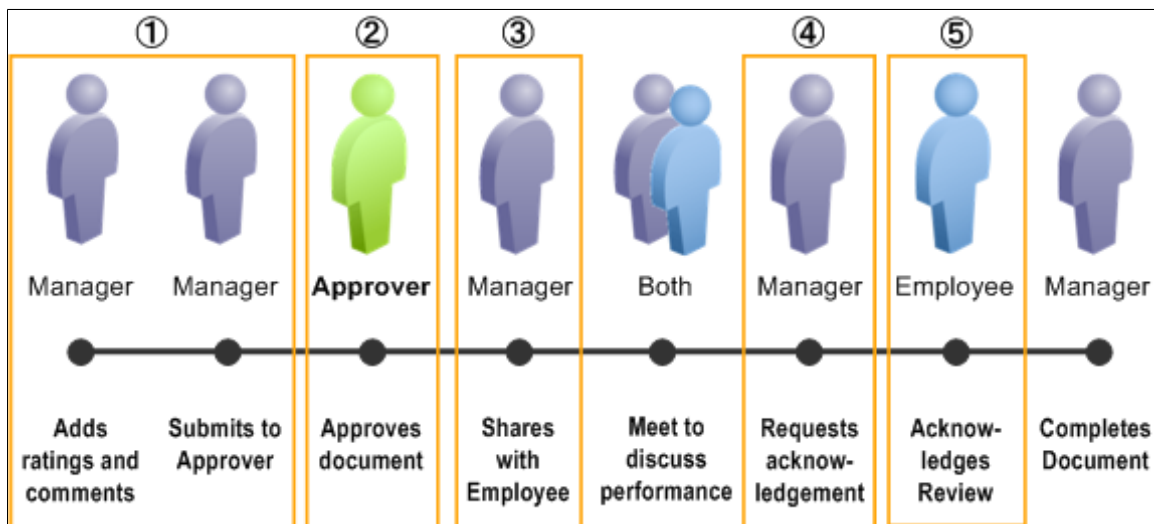 ① ② ③ ④ ⑤
Manager Manager Approver Manager Both Manager Employee Manager
Adds
ratings and
comments
Submits to
Approver
Approves
document
Shares
with
Employee
Meet to
discuss
performance
Requests
acknow-
ledgement
Acknow-
ledges
Review
Completes
Document